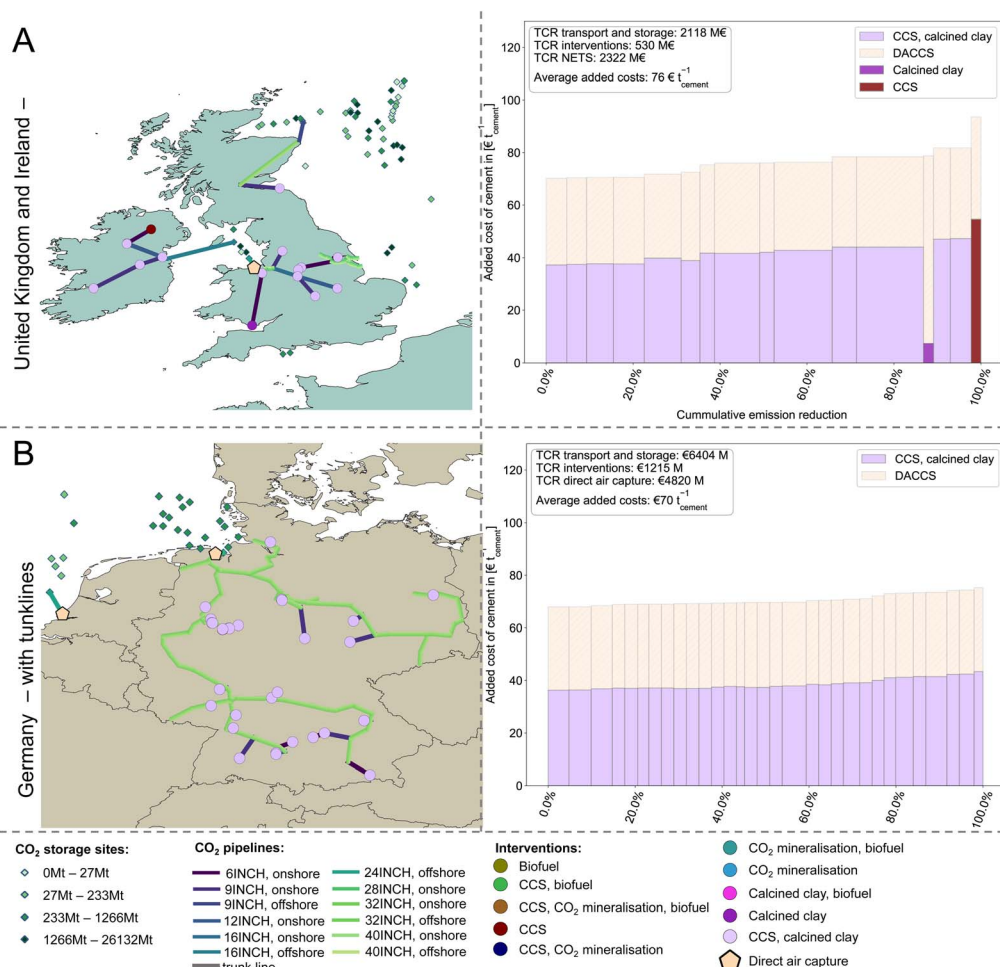 A
United Kingdom and Ireland –
TCR transport and storage: 2118 M€
TCR interventions: 530 M€
TCR NETS: 2322 M€
Average added costs: 76 € t⁻¹cement
CCS, calcined clay
DACCS
Calcined clay
CCS
Added cost of cement in [€ t⁻¹cement]
120
100
80
60
40
20
0
0.0%
20.0%
40.0%
60.0%
80.0%
100.0%
Cummulative emission reduction
B
Germany – with tunklines
TCR transport and storage: €6404 M
TCR interventions: €1215 M
TCR direct air capture: €4820 M
Average added costs: €70 t⁻¹cement
CCS, calcined clay
DACCS
Added cost of cement in [€ t⁻¹cement]
120
100
80
60
40
20
0
0.0%
20.0%
40.0%
60.0%
80.0%
100.0%
CO₂ storage sites:
0Mt – 27Mt
27Mt – 233Mt
233Mt – 1266Mt
1266Mt – 26132Mt
CO₂ pipelines:
6INCH, onshore
9INCH, onshore
9INCH, offshore
12INCH, onshore
16INCH, onshore
16INCH, offshore
trunk line
24INCH, offshore
28INCH, onshore
32INCH, onshore
32INCH, offshore
40INCH, onshore
40INCH, offshore
Interventions:
Biofuel
CCS, biofuel
CCS, CO₂ mineralisation, biofuel
CCS
CCS, CO₂ mineralisation
CO₂ mineralisation, biofuel
CO₂ mineralisation
Calcined clay, biofuel
Calcined clay
CCS, calcined clay
Direct air capture